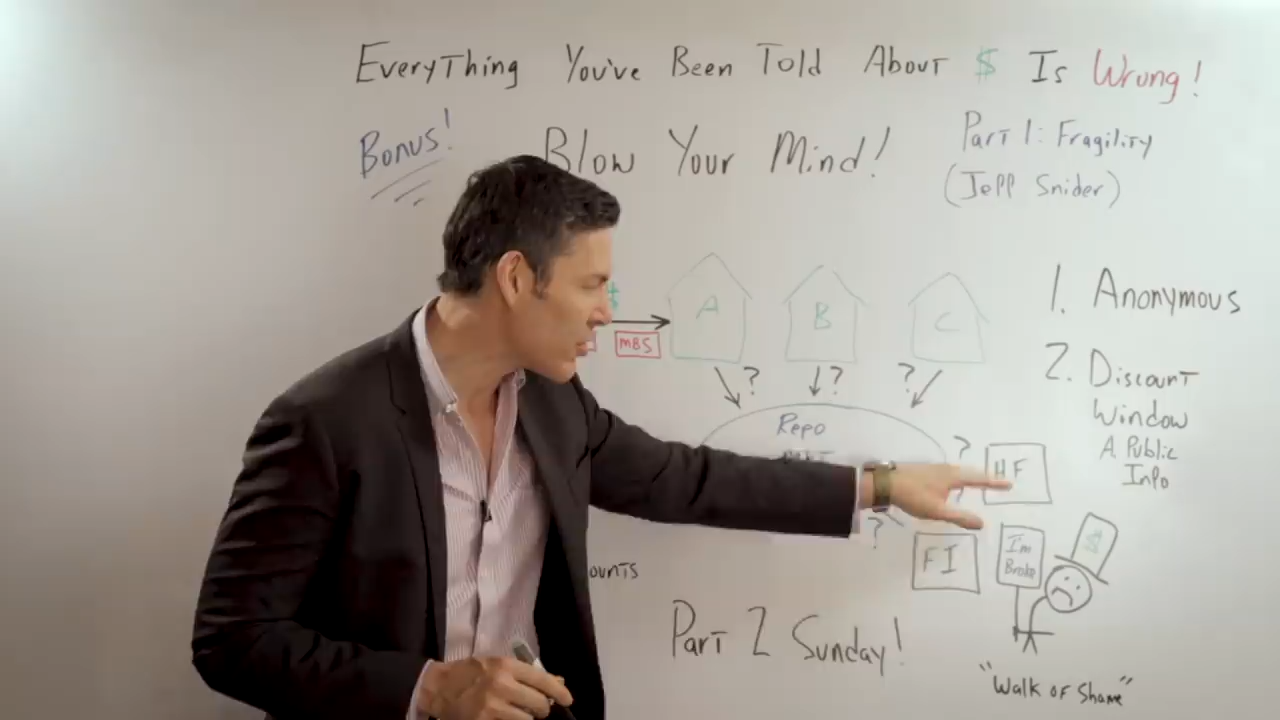 Everything You've Been Told About $ Is Wrong!
Bonus!
Blow Your Mind!
Part 1: Fragility
(Jeff Snider)
$
MBS
A
B
C
? ? ?
1. Anonymous
2. Discount
Window
A Public
Info
Repo
?
HF
?
FI
I'm
Broke
$
Part 2 Sunday!
"Walk of Shame"